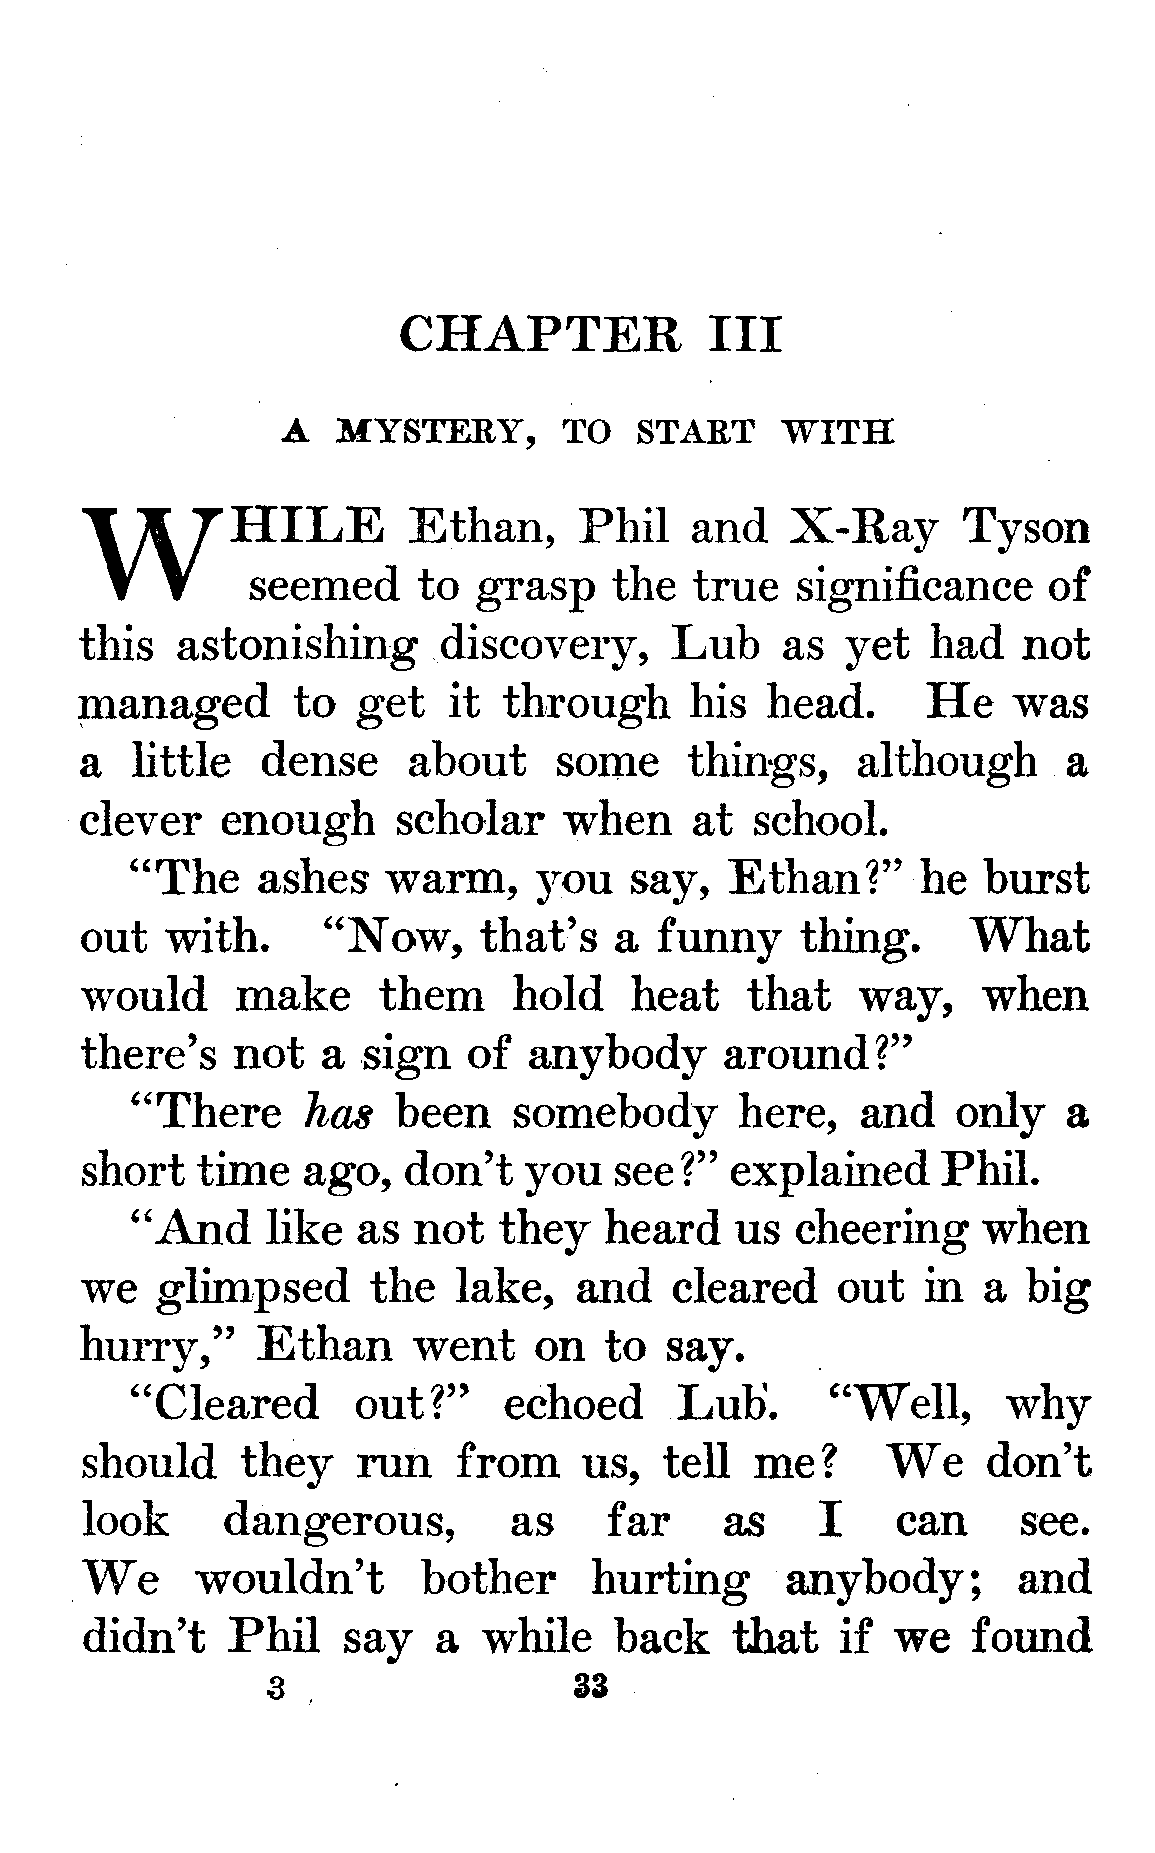 CHAPTER III
A MYSTERY, TO START WITH
WHILE Ethan, Phil and X-Ray Tyson
seemed to grasp the true significance of
this astonishing discovery, Lub as yet had not
managed to get it through his head. He was
a little dense about some things, although a
clever enough scholar when at school.
“The ashes warm, you say, Ethan?” he burst
out with. “Now, that’s a funny thing. What
would make them hold heat that way, when
there’s not a sign of anybody around?”
“There has been somebody here, and only a
short time ago, don’t you see?” explained Phil.
“And like as not they heard us cheering when
we glimpsed the lake, and cleared out in a big
hurry,” Ethan went on to say.
“Cleared out?” echoed Lub. “Well, why
should they run from us, tell me? We don’t
look dangerous, as far as I can see.
We wouldn’t bother hurting anybody; and
didn’t Phil say a while back that if we found
3 33